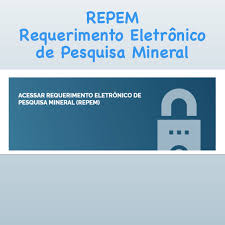 REPEM
Requerimento Eletrônico
de Pesquisa Mineral
ACESSAR REQUERIMENTO ELETRÔNICO DE
PESQUISA MINERAL (REPEM)